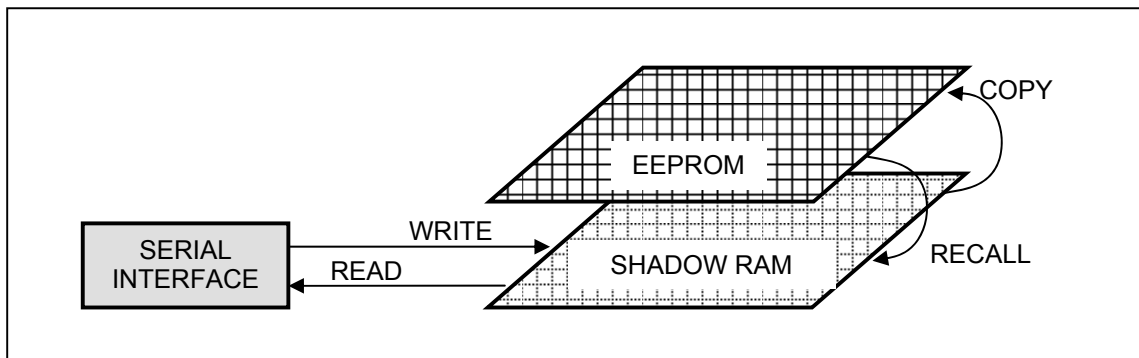 COPY
EEPROM
WRITE
SERIAL
INTERFACE
READ
SHADOW RAM
RECALL